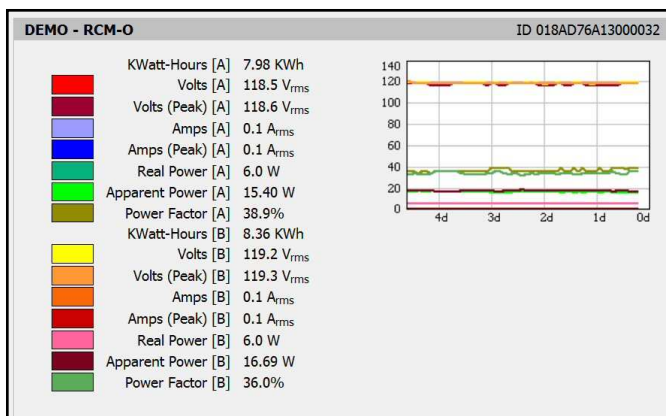 DEMO - RCM-O ID 018AD76A13000032
KWatt-Hours [A] 7.98 KWh
Volts [A] 118.5 Vrms
Volts (Peak) [A] 118.6 Vrms
Amps [A] 0.1 Arms
Amps (Peak) [A] 0.1 Arms
Real Power [A] 6.0 W
Apparent Power [A] 15.40 W
Power Factor [A] 38.9%
KWatt-Hours [B] 8.36 KWh
Volts [B] 119.2 Vrms
Volts (Peak) [B] 119.3 Vrms
Amps [B] 0.1 Arms
Amps (Peak) [B] 0.1 Arms
Real Power [B] 6.0 W
Apparent Power [B] 16.69 W
Power Factor [B] 36.0%
140
120
100
80
60
40
20
0
4d 3d 2d 1d 0d